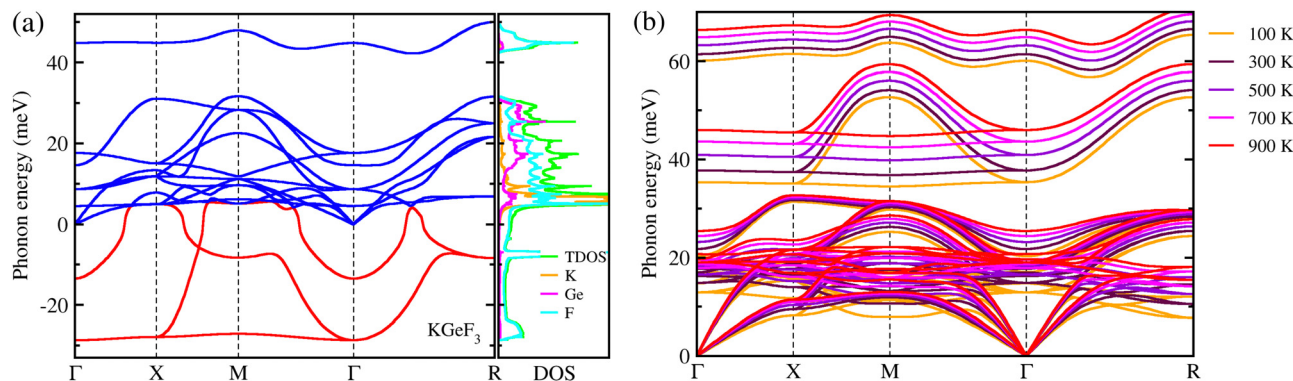 (a)
Phonon energy (meV)
40
20
0
-20
KGeF3
Γ X M Γ R
TDOS
K
Ge
F
DOS
(b)
Phonon energy (meV)
60
40
20
0
Γ X M Γ R
100 K
300 K
500 K
700 K
900 K